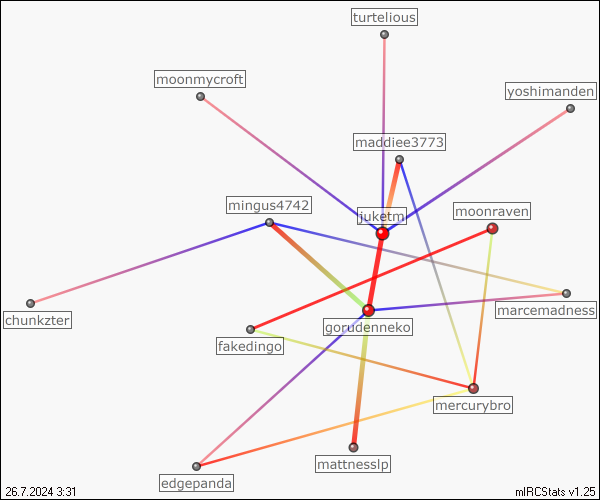 turtelious
moonmycroft
yoshimanden
maddiee3773
mingus4742
juketm
moonraven
chunkzter
marcemadness
gorudenneko
fakedingo
mercurybro
mattnesslp
edgepanda
26.7.2024 3:31
mIRCStats v1.25